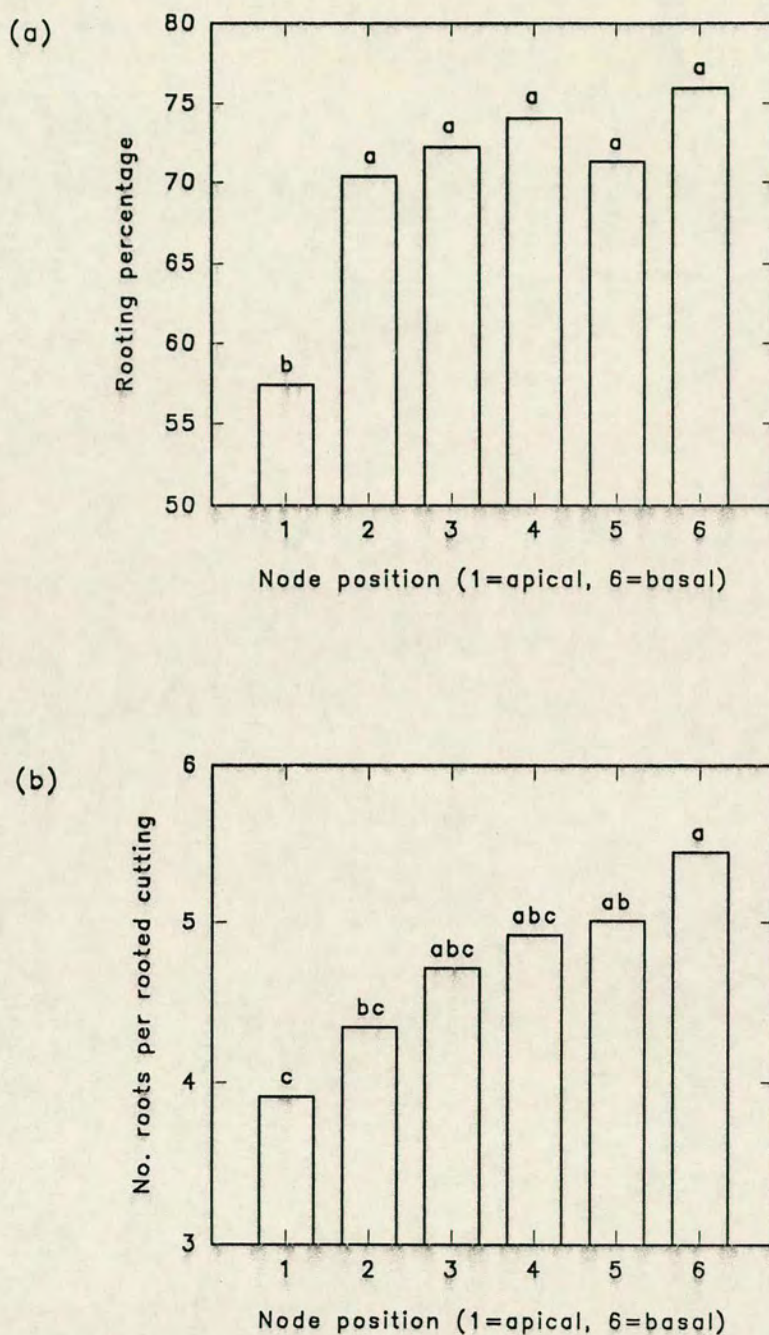 (a)
80
75
70
65
60
55
50
Rooting percentage
b
a
a
a
a
a
1 2 3 4 5 6
Node position (1=apical, 6=basal)
(b)
6
5
4
3
No. roots per rooted cutting
c
bc
abc
abc
ab
a
1 2 3 4 5 6
Node position (1=apical, 6=basal)